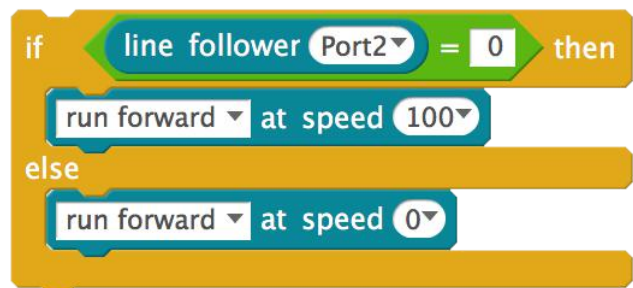 if line follower Port2 = 0 then
run forward at speed 100
else
run forward at speed 0